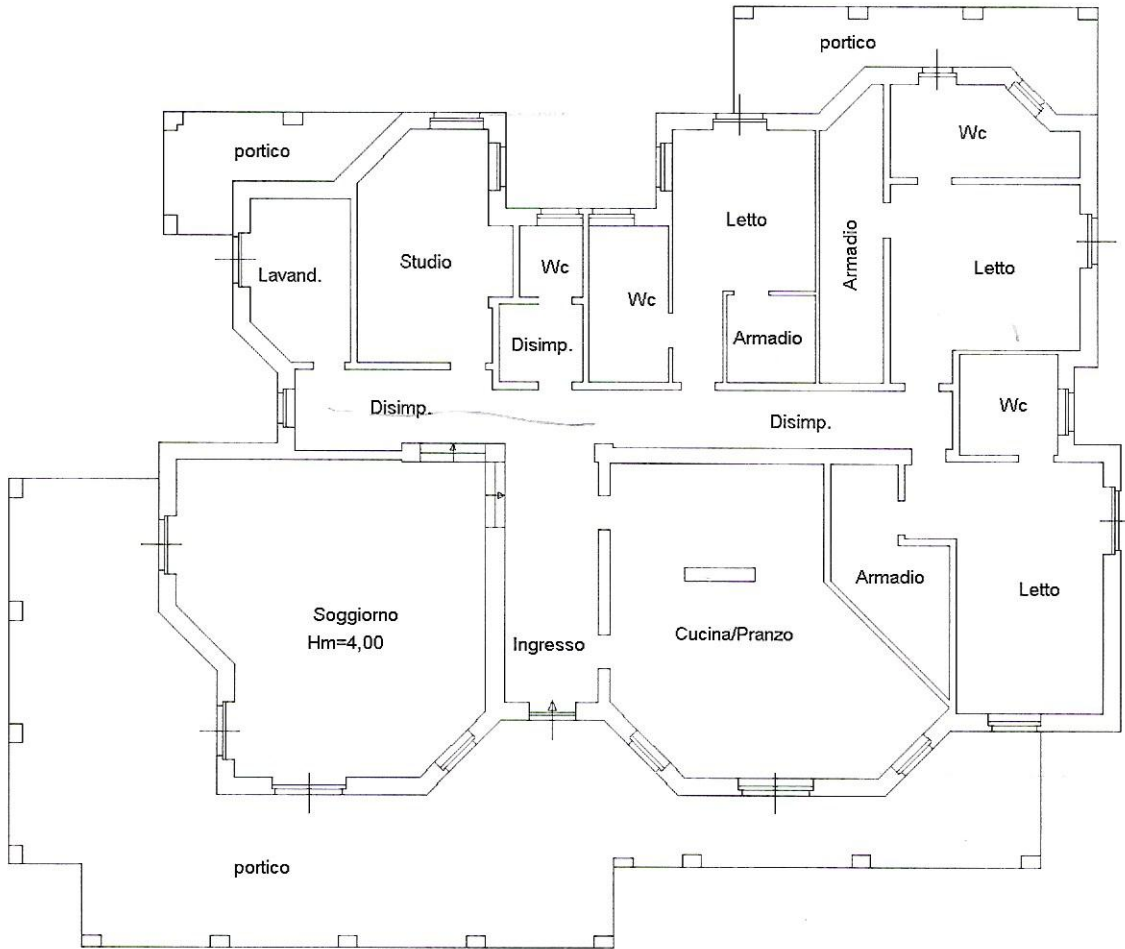 portico
Wc
portico
Letto
Armadio
Studio
Wc
Letto
Lavand.
Wc
Disimp.
Armadio
Wc
Disimp.
Disimp.
Armadio
Letto
Soggiorno
Hm=4,00
Ingresso
Cucina/Pranzo
portico